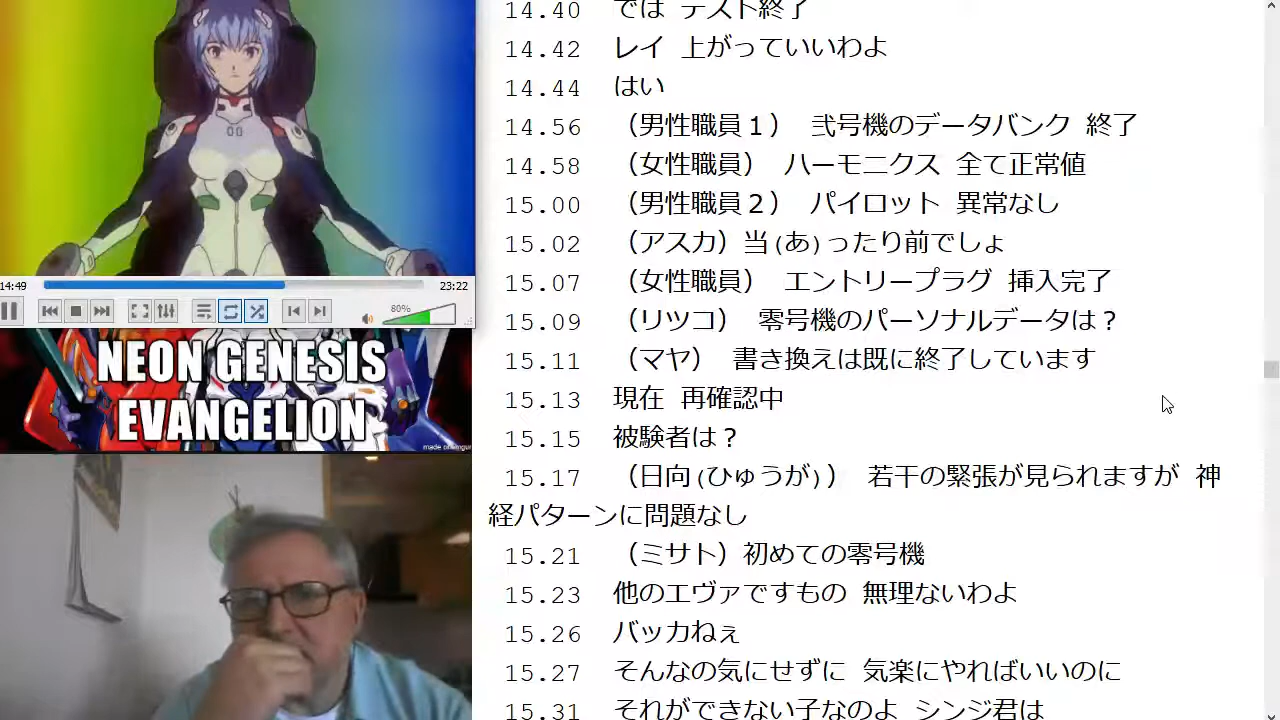 14.40 では テスト終了
14.42 レイ 上がっていいわよ
14.44 はい
14.56 （男性職員１） 弐号機のデータバンク 終了
14.58 （女性職員） ハーモニクス 全て正常値
15.00 （男性職員２） パイロット 異常なし
15.02 （アスカ）当(あ)ったり前でしょ
15.07 （女性職員） エントリープラグ 挿入完了
15.09 （リツコ） 零号機のパーソナルデータは？
15.11 （マヤ） 書き換えは既に終了しています
15.13 現在 再確認中
15.15 被験者は？
15.17 （日向(ひゅうが)） 若干の緊張が見られますが 神
経パターンに問題なし
15.21 （ミサト）初めての零号機
15.23 他のエヴァですもの 無理ないわよ
15.26 バッカねぇ
15.27 そんなの気にせずに 気楽にやればいいのに
15.31 それができない子なのよ シンジ君は
00
14:49
23:22
80%
NEON GENESIS
EVANGELION